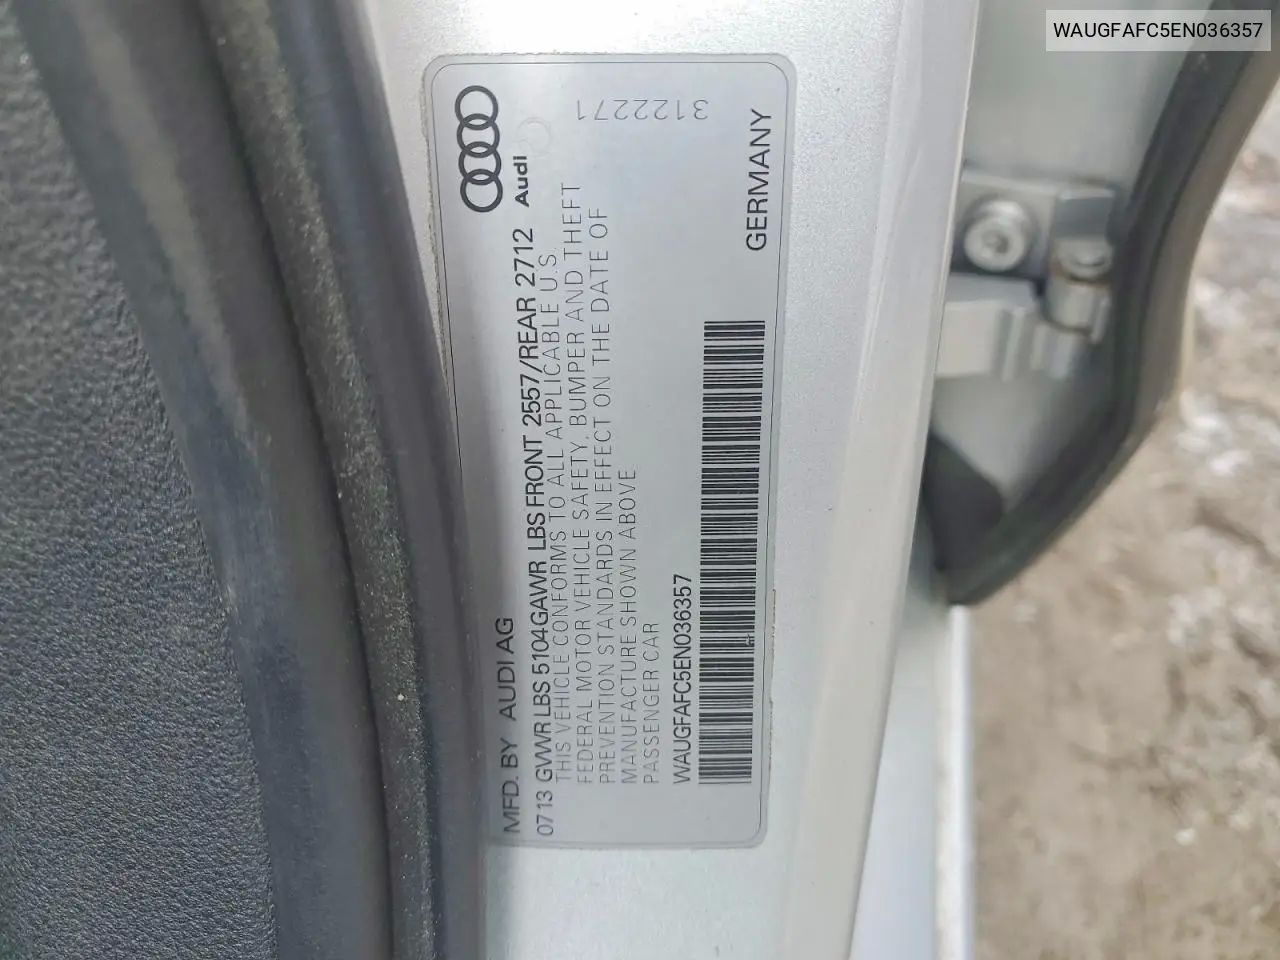 WAUGFAFC5EN036357
MFD. BY AUDI AG
Audi
0713 GVWR LBS 5104GAWR LBS FRONT 2557/REAR 2712
THIS VEHICLE CONFORMS TO ALL APPLICABLE U.S.
FEDERAL MOTOR VEHICLE SAFETY, BUMPER AND THEFT
PREVENTION STANDARDS IN EFFECT ON THE DATE OF
MANUFACTURE SHOWN ABOVE
PASSENGER CAR
WAUGFAFC5EN036357
GERMANY
3122271